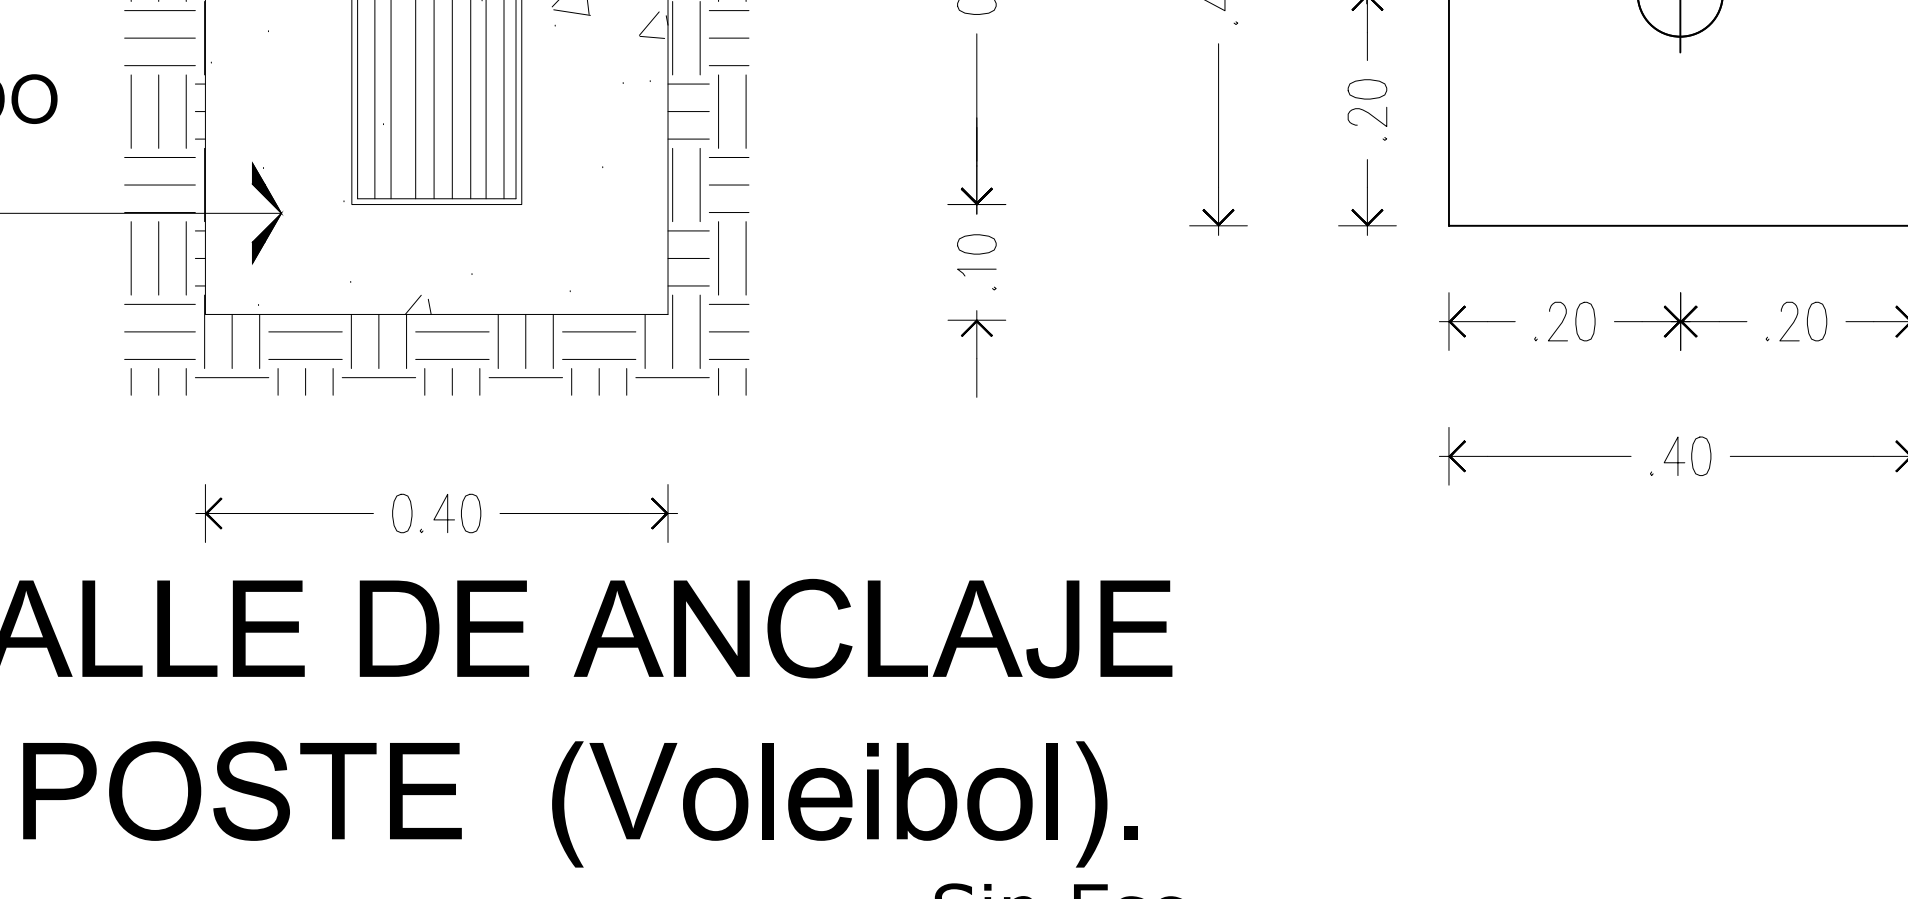 .20
.10
.20 .20
.40
0.40
ALLE DE ANCLAJE
POSTE (Voleibol).